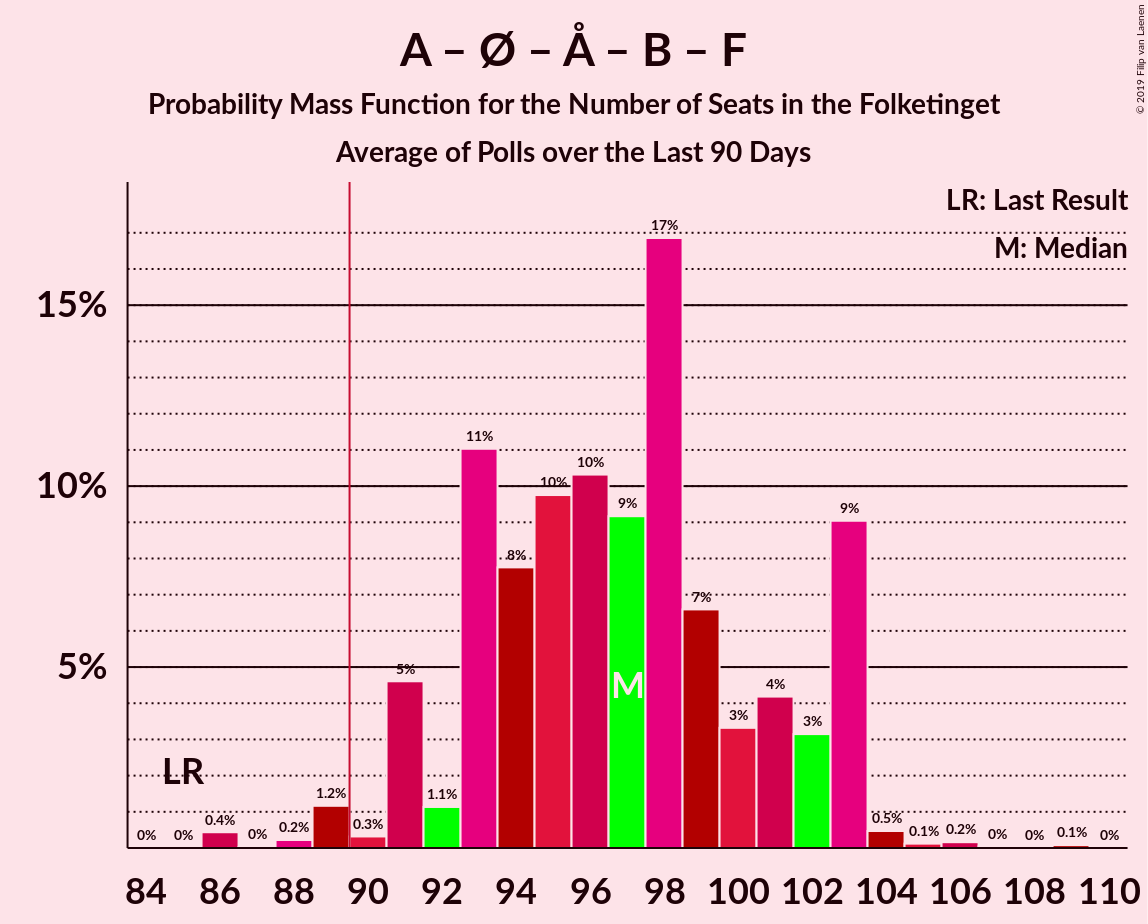 A – Ø – Å – B – F
Probability Mass Function for the Number of Seats in the Folketinget
Average of Polls over the Last 90 Days
© 2019 Filip van Laenen
LR: Last Result
M: Median
15%
10%
5%
LR
M
0% 0% 0.4% 0% 0.2% 1.2% 0.3% 5% 1.1% 11% 8% 10% 10% 9% 17% 7% 3% 4% 3% 9% 0.5% 0.1% 0.2% 0% 0% 0.1% 0%
84 86 88 90 92 94 96 98 100 102 104 106 108 110